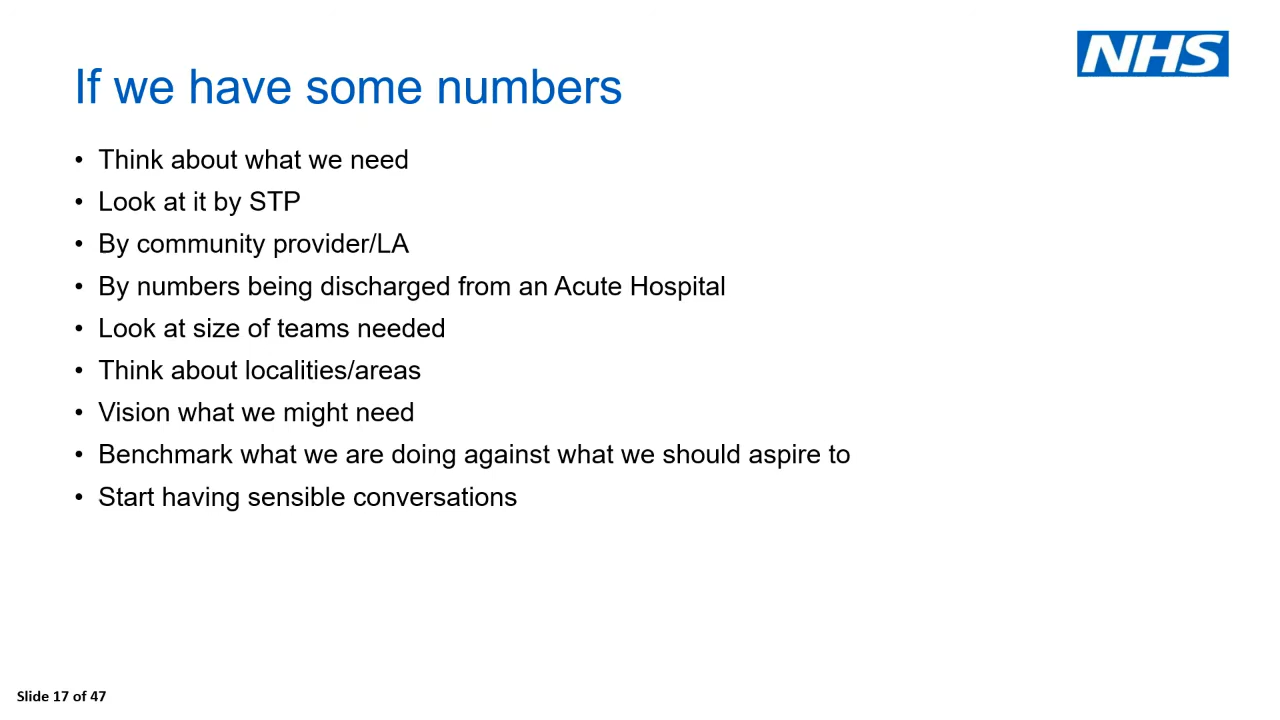 NHS
If we have some numbers
• Think about what we need
• Look at it by STP
• By community provider/LA
• By numbers being discharged from an Acute Hospital
• Look at size of teams needed
• Think about localities/areas
• Vision what we might need
• Benchmark what we are doing against what we should aspire to
• Start having sensible conversations
Slide 17 of 47